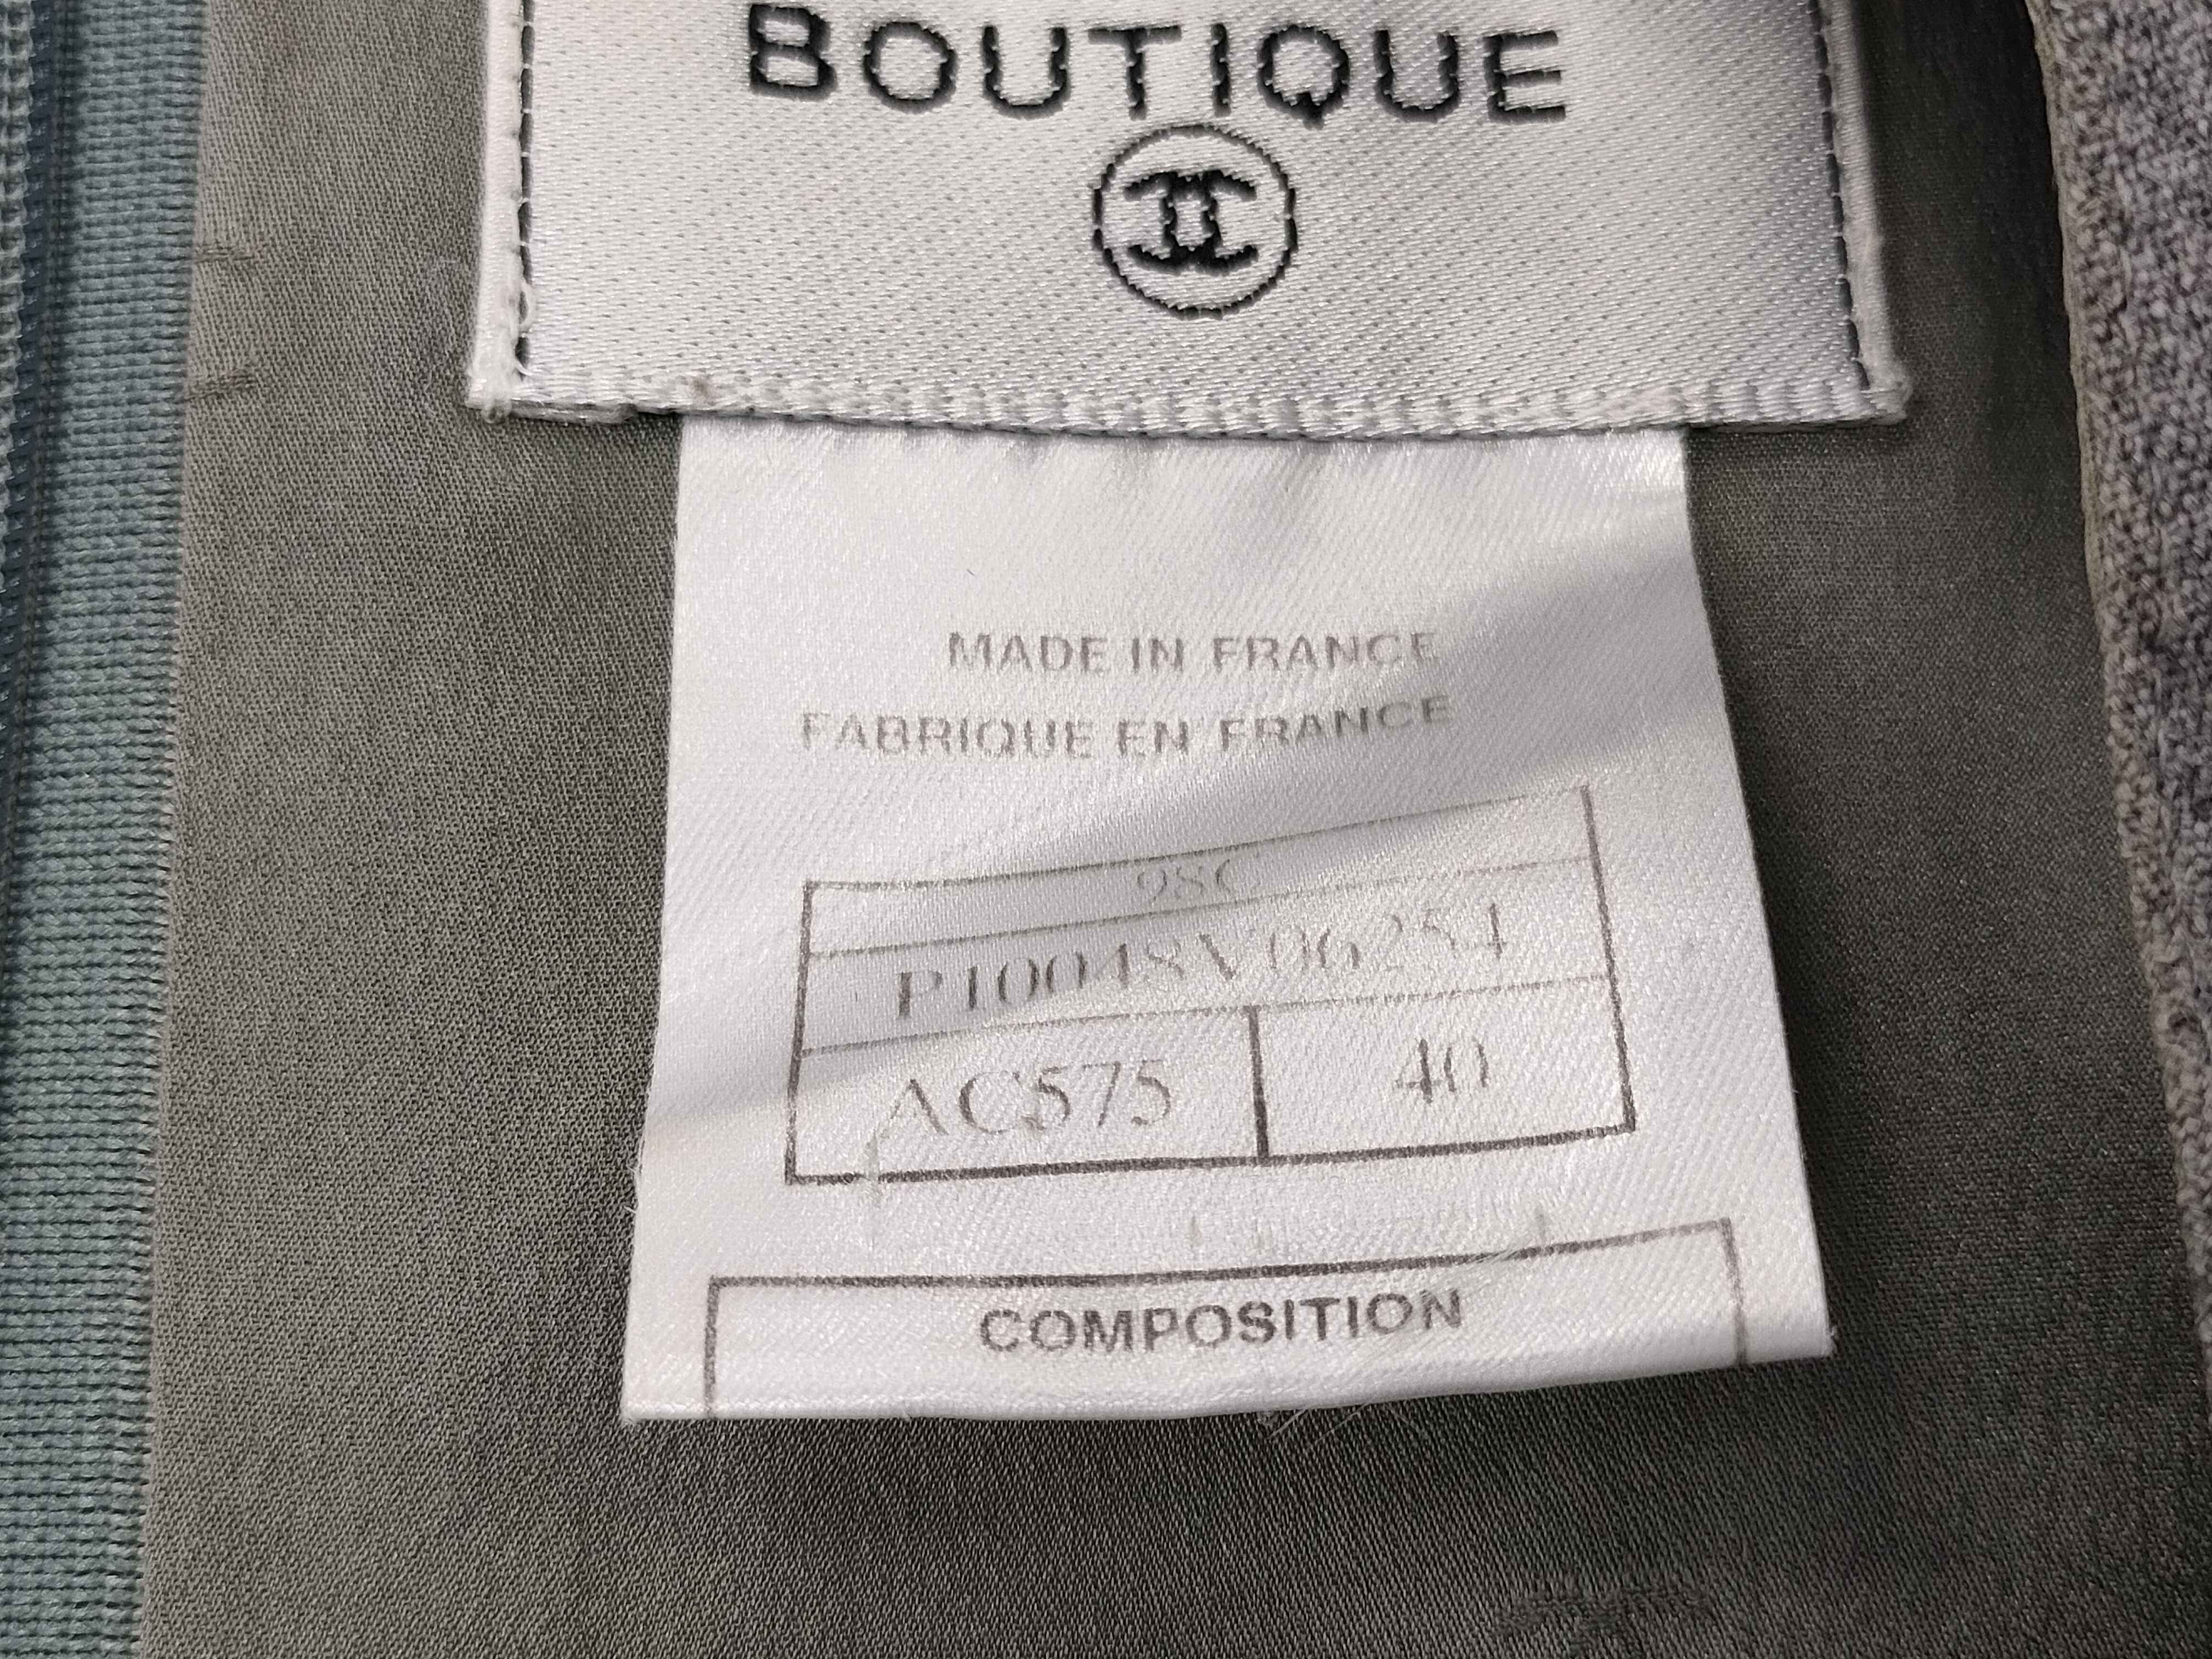 BOUTIQUE
MADE IN FRANCE
FABRIQUE EN FRANCE
98C
P10048V06254
AC575 40
COMPOSITION